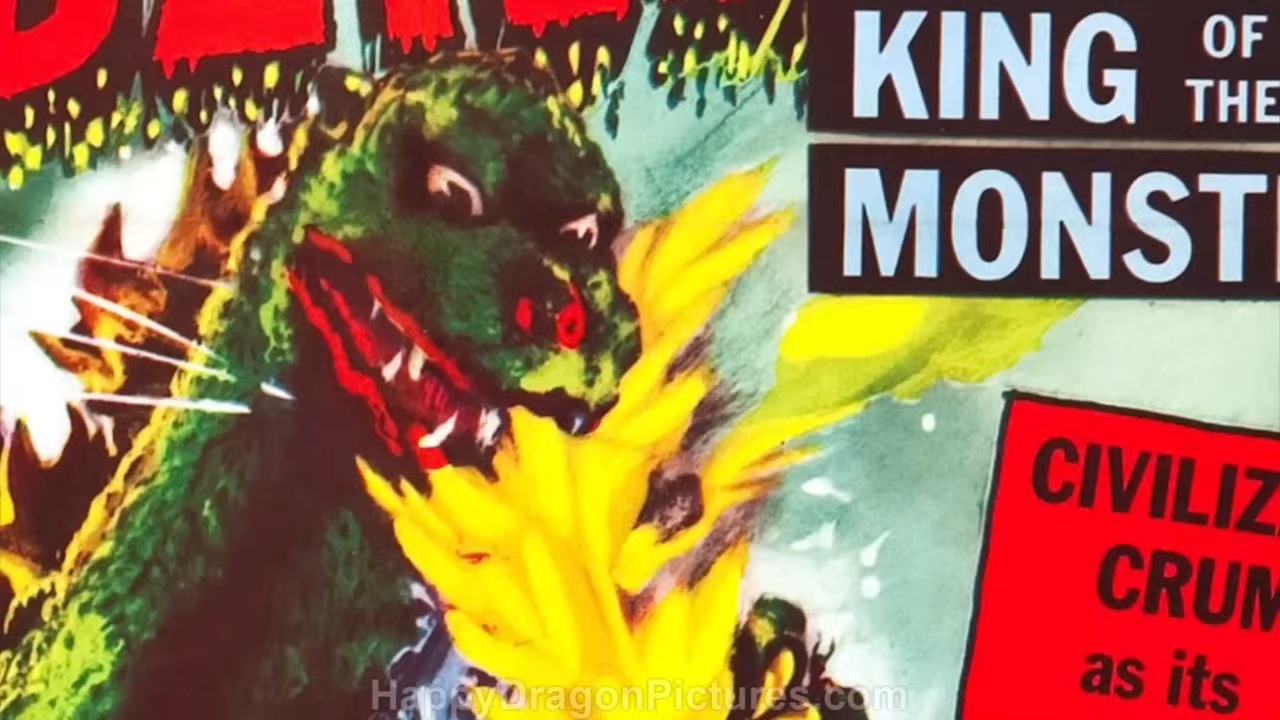 KING OF
THE
MONST
CIVILIZ
CRUM
as its
HappyDragonPictures.com